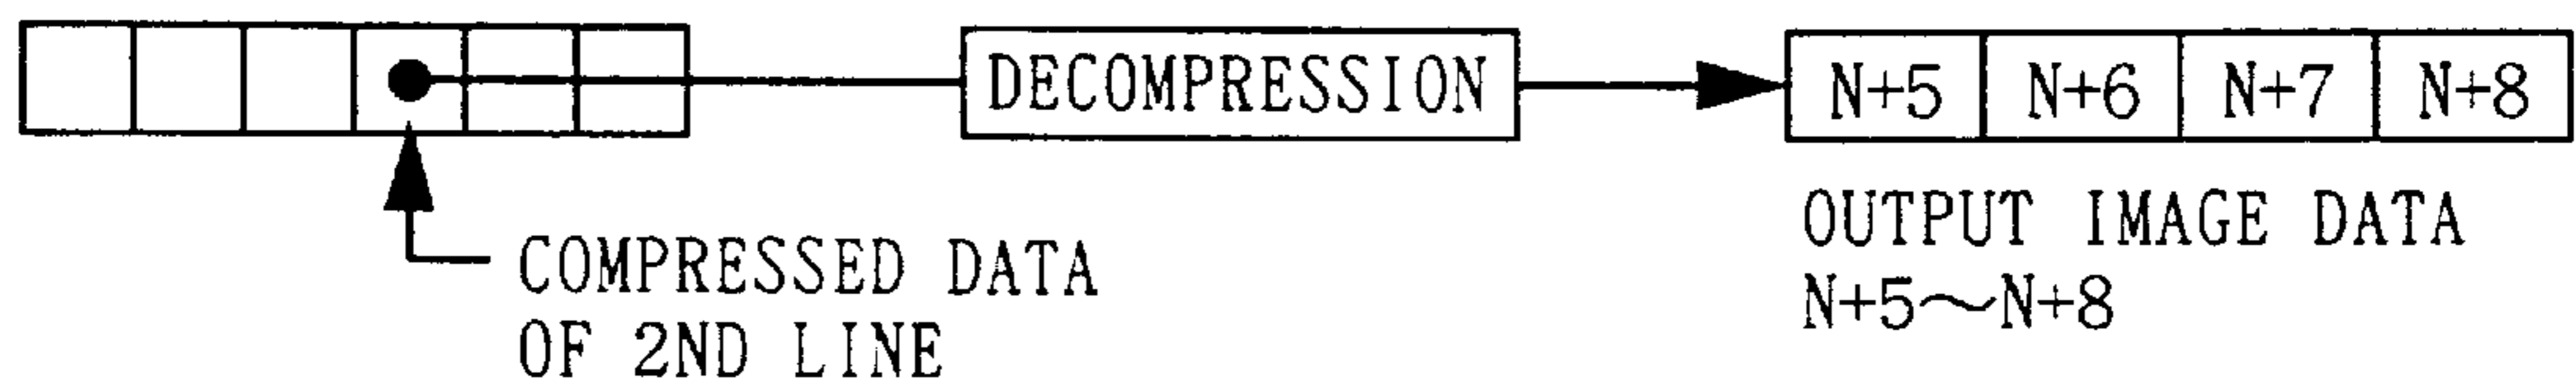 DECOMPRESSION
N+5 N+6 N+7 N+8
COMPRESSED DATA
OF 2ND LINE
OUTPUT IMAGE DATA
N+5~N+8